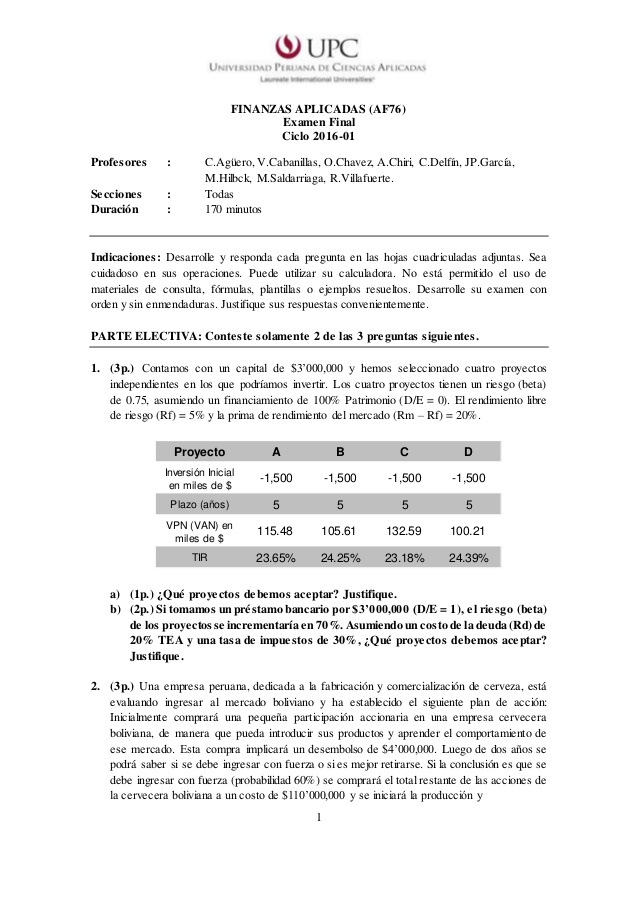 UPC
UNIVERSIDAD PERUANA DE CIENCIAS APLICADAS
Laureate International Universities®
FINANZAS APLICADAS (AF76)
Examen Final
Ciclo 2016-01
Profesores : C.Agüero, V.Cabanillas, O.Chavez, A.Chiri, C.Delfín, JP.García,
M.Hilbck, M.Saldarriaga, R.Villafuerte.
Secciones : Todas
Duración : 170 minutos
Indicaciones: Desarrolle y responda cada pregunta en las hojas cuadriculadas adjuntas. Sea
cuidadoso en sus operaciones. Puede utilizar su calculadora. No está permitido el uso de
materiales de consulta, fórmulas, plantillas o ejemplos resueltos. Desarrolle su examen con
orden y sin enmendaduras. Justifique sus respuestas convenientemente.
PARTE ELECTIVA: Conteste solamente 2 de las 3 preguntas siguientes.
1. (3p.) Contamos con un capital de $3'000,000 y hemos seleccionado cuatro proyectos
independientes en los que podríamos invertir. Los cuatro proyectos tienen un riesgo (beta)
de 0.75, asumiendo un financiamiento de 100% Patrimonio (D/E = 0). El rendimiento libre
de riesgo (Rf) = 5% y la prima de rendimiento del mercado (Rm – Rf) = 20%.
Proyecto A B C D
Inversión Inicial
en miles de $ -1,500 -1,500 -1,500 -1,500
Plazo (años) 5 5 5 5
VPN (VAN) en
miles de $ 115.48 105.61 132.59 100.21
TIR 23.65% 24.25% 23.18% 24.39%
a) (1p.) ¿Qué proyectos debemos aceptar? Justifique.
b) (2p.) Si tomamos un préstamo bancario por $3'000,000 (D/E = 1), el riesgo (beta)
de los proyectos se incrementaría en 70%. Asumiendo un costo de la deuda (Rd) de
20% TEA y una tasa de impuestos de 30%, ¿Qué proyectos debemos aceptar?
Justifique.
2. (3p.) Una empresa peruana, dedicada a la fabricación y comercialización de cerveza, está
evaluando ingresar al mercado boliviano y ha establecido el siguiente plan de acción:
Inicialmente comprará una pequeña participación accionaria en una empresa cervecera
boliviana, de manera que pueda introducir sus productos y aprender el comportamiento de
ese mercado. Esta compra implicará un desembolso de $4'000,000. Luego de dos años se
podrá saber si se debe ingresar con fuerza o si es mejor retirarse. Si la conclusión es que se
debe ingresar con fuerza (probabilidad 60%) se comprará el total restante de las acciones de
la cervecera boliviana a un costo de $110'000,000 y se iniciará la producción y
1